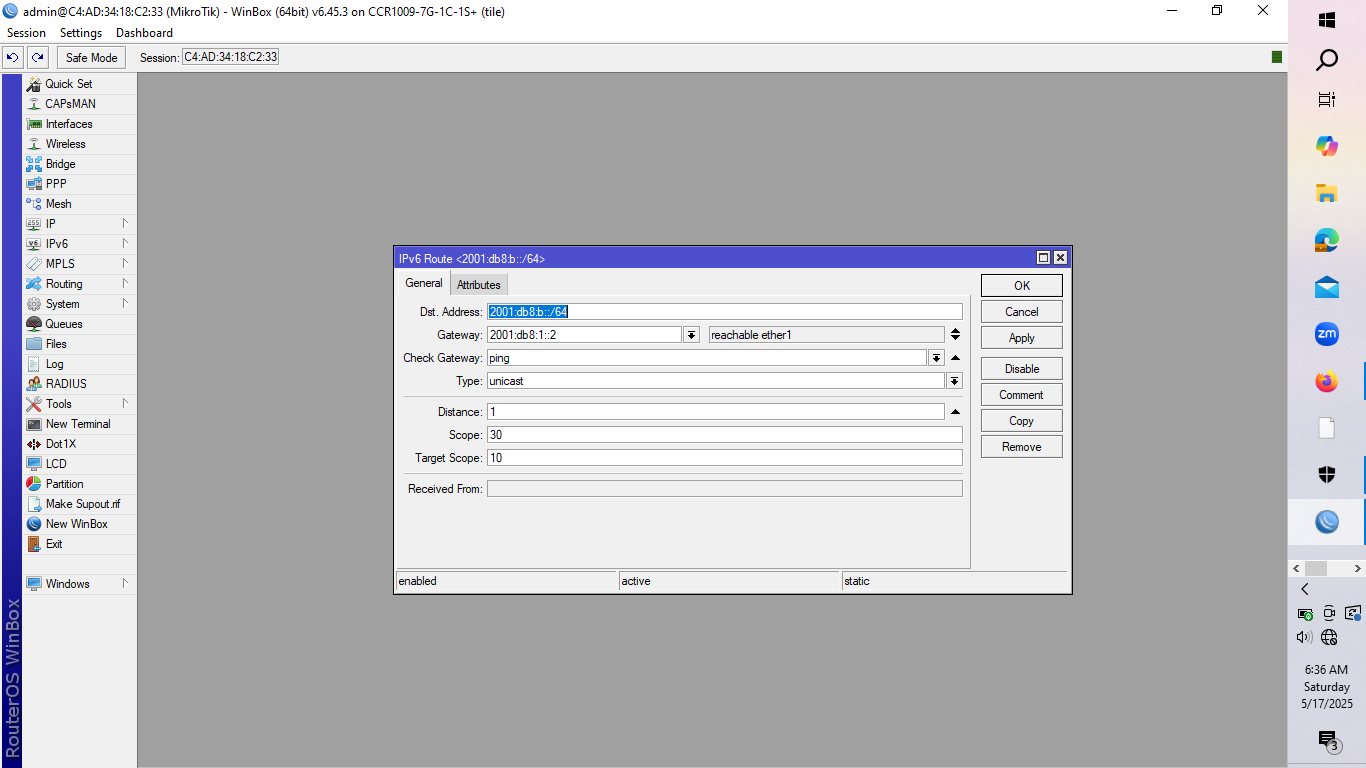 admin@C4:AD:34:18:C2:33 (MikroTik) - WinBox (64bit) v6.45.3 on CCR1009-7G-1C-1S+ (tile)
Session Settings Dashboard
Safe Mode Session: C4:AD:34:18:C2:33
Quick Set
CAPsMAN
Interfaces
Wireless
Bridge
PPP
Mesh
255 IP
v6 IPv6
MPLS
Routing
System
Queues
Files
Log
RADIUS
Tools
New Terminal
Dot1X
LCD
Partition
Make Supout.rif
New WinBox
Exit
Windows
RouterOS WinBox
IPv6 Route <2001:db8:b::/64>
General Attributes
Dst. Address: 2001:db8:b::/64
Gateway: 2001:db8:1::2 reachable ether1
Check Gateway: ping
Type: unicast
Distance: 1
Scope: 30
Target Scope: 10
Received From:
OK
Cancel
Apply
Disable
Comment
Copy
Remove
enabled active static
zm
6:36 AM
Saturday
5/17/2025
3